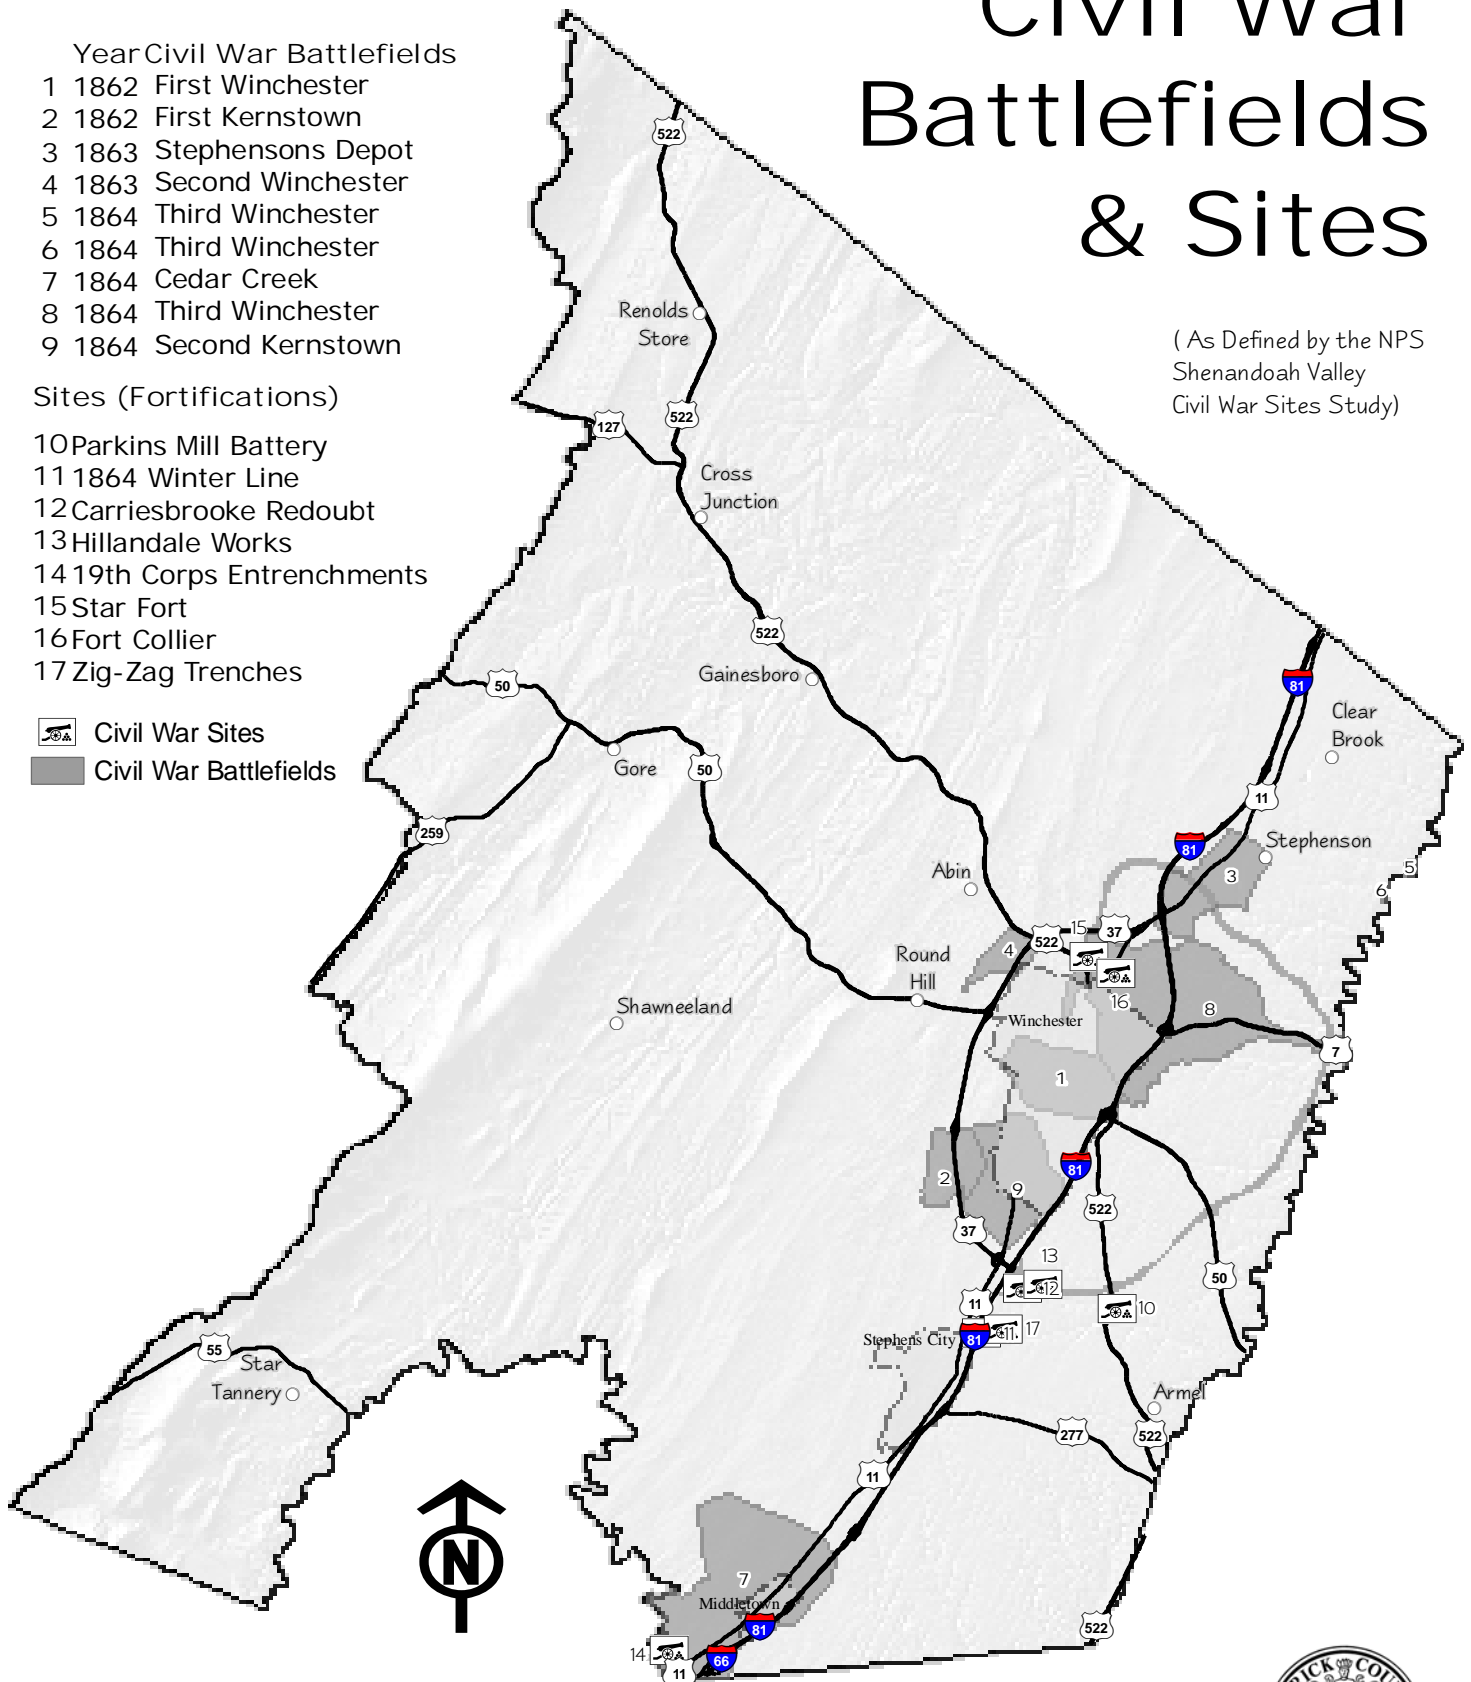 Civil War
Battlefields
& Sites
( As Defined by the NPS
Shenandoah Valley
Civil War Sites Study)
Year Civil War Battlefields
1 1862 First Winchester
2 1862 First Kernstown
3 1863 Stephensons Depot
4 1863 Second Winchester
5 1864 Third Winchester
6 1864 Third Winchester
7 1864 Cedar Creek
8 1864 Third Winchester
9 1864 Second Kernstown
Sites (Fortifications)
10 Parkins Mill Battery
11 1864 Winter Line
12 Carriesbrooke Redoubt
13 Hillandale Works
14 19th Corps Entrenchments
15 Star Fort
16 Fort Collier
17 Zig-Zag Trenches
Civil War Sites
Civil War Battlefields
522
Renolds
Store
522
127
Cross
Junction
522
Gainesboro
50
Gore
50
259
81
Clear
Brook
11
81
Stephenson
3
5
6
Abin
15
37
522
4
16
Round
Hill
Winchester
8
7
Shawneeland
1
81
2
9
522
37
13
12
50
11
10
Stephens City
81
11
17
55
Star
Tannery
Armel
277
522
11
N
7
Middletown
81
522
14
66
11
RICK COU